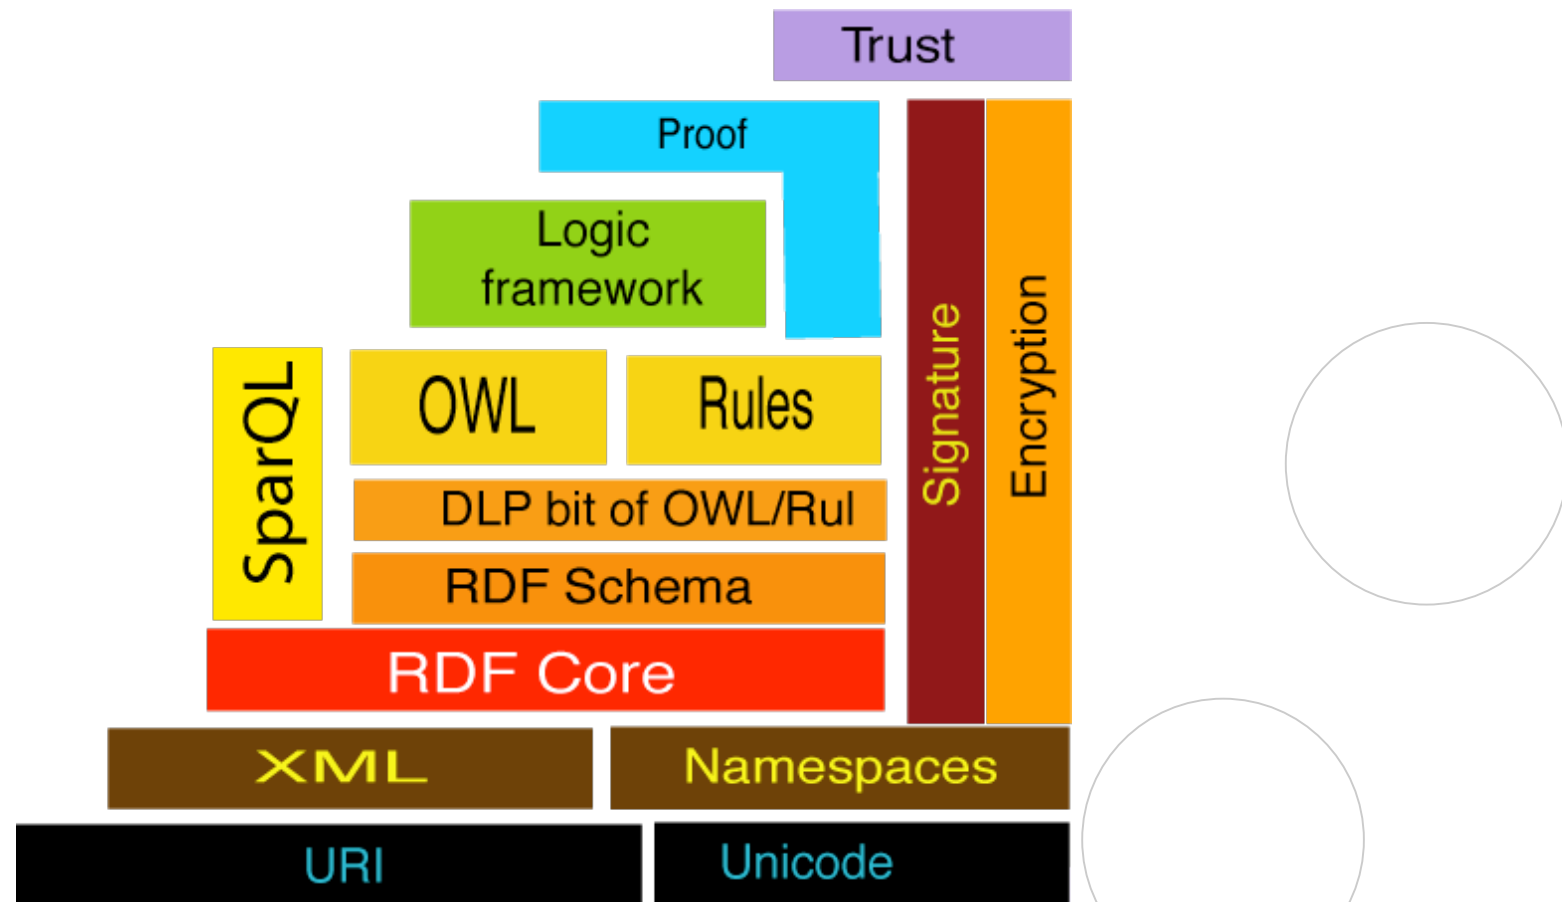 Trust
Proof
Logic
framework
SparQL
OWL
Rules
Signature
Encryption
DLP bit of OWL/Rul
RDF Schema
RDF Core
XML
Namespaces
URI
Unicode